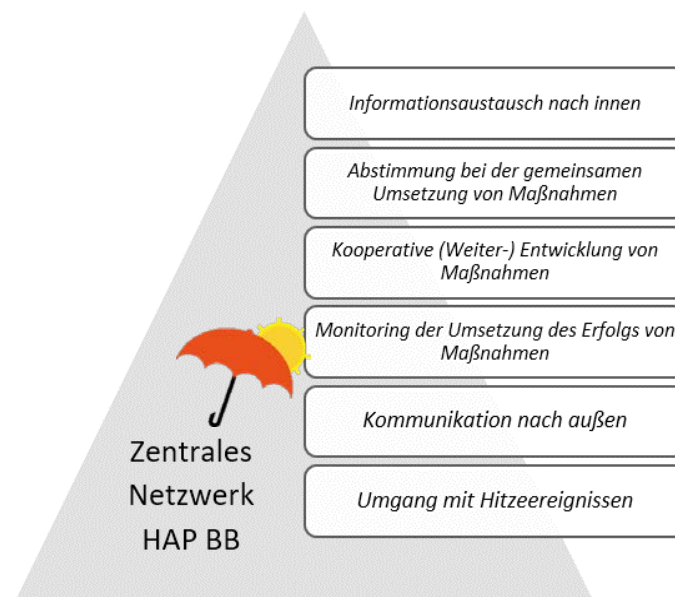 Informationsaustausch nach innen
Abstimmung bei der gemeinsamen
Umsetzung von Maßnahmen
Kooperative (Weiter-) Entwicklung von
Maßnahmen
Monitoring der Umsetzung des Erfolgs von
Maßnahmen
Kommunikation nach außen
Umgang mit Hitzeereignissen
Zentrales
Netzwerk
HAP BB